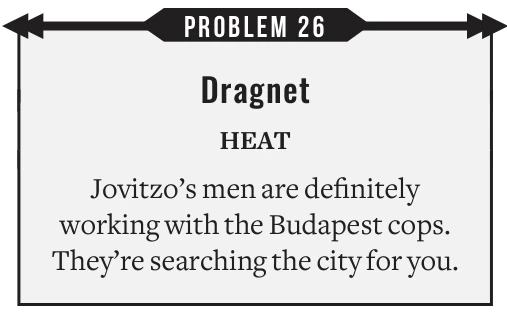 PROBLEM 26
Dragnet
HEAT
Jovitzo’s men are definitely
working with the Budapest cops.
They’re searching the city for you.